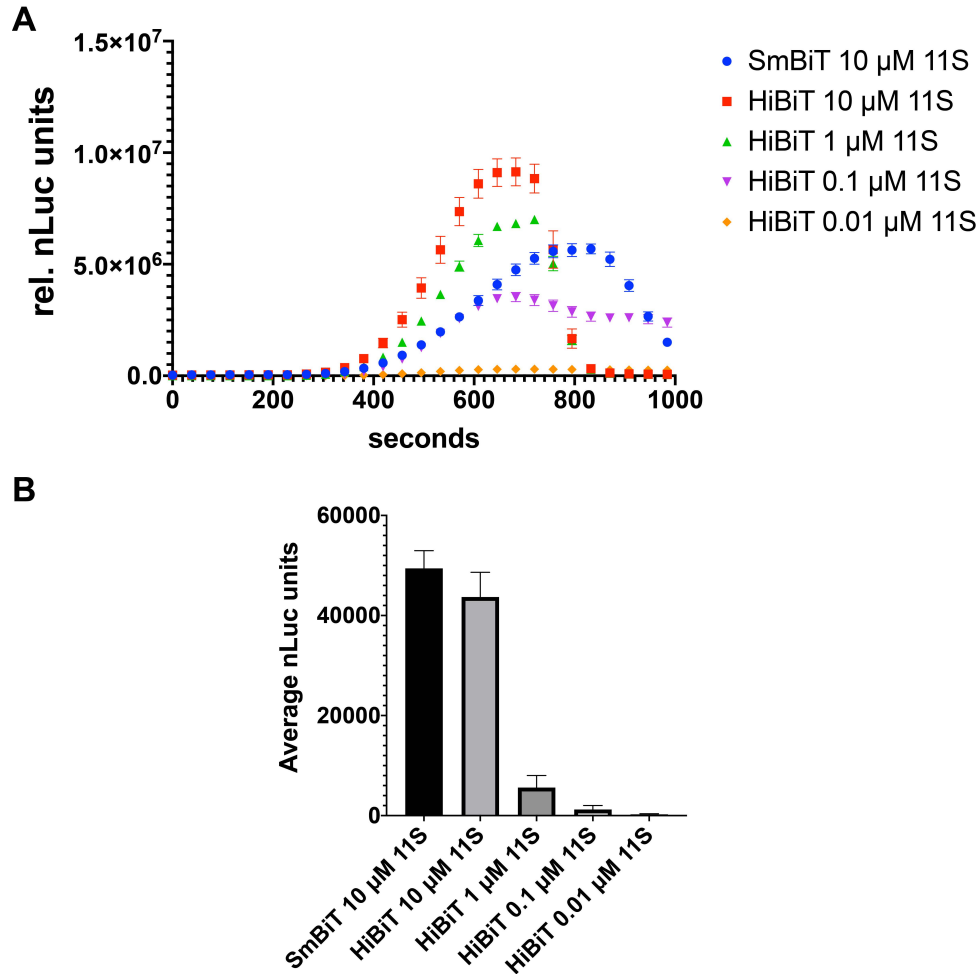 A
rel. nLuc units
1.5×10⁷
1.0×10⁷
5.0×10⁶
0.0
0 200 400 600 800 1000
seconds
SmBiT 10 µM 11S
HiBiT 10 µM 11S
HiBiT 1 µM 11S
HiBiT 0.1 µM 11S
HiBiT 0.01 µM 11S
B
Average nLuc units
60000
40000
20000
0
SmBiT 10 µM 11S
HiBiT 10 µM 11S
HiBiT 1 µM 11S
HiBiT 0.1 µM 11S
HiBiT 0.01 µM 11S